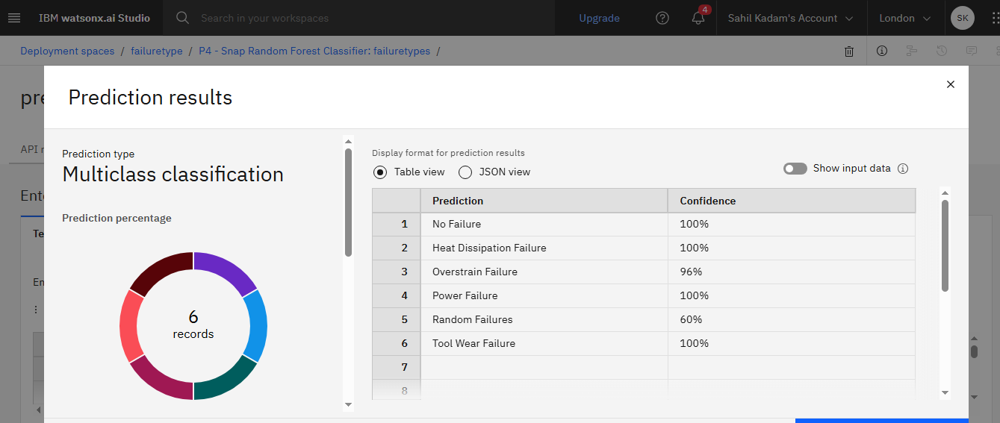 IBM watsonx.ai Studio
Search in your workspaces
Upgrade
4
Sahil Kadam's Account
London
SK
Deployment spaces / failuretype / P4 - Snap Random Forest Classifier: failuretypes /
pre
Prediction results
API r
Ente
Te
En
Prediction type
Multiclass classification
Prediction percentage
6
records
Display format for prediction results
Table view
JSON view
Show input data
Prediction Confidence
1 No Failure 100%
2 Heat Dissipation Failure 100%
3 Overstrain Failure 96%
4 Power Failure 100%
5 Random Failures 60%
6 Tool Wear Failure 100%
7
8